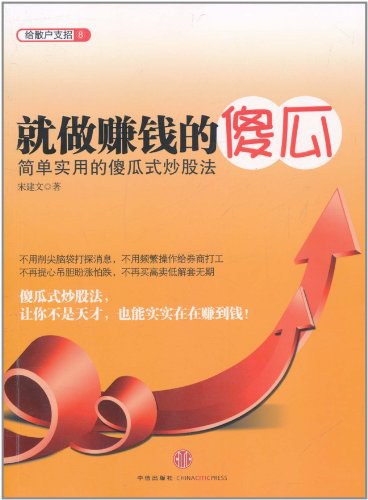 给散户支招 8
就做赚钱的傻瓜
简单实用的傻瓜式炒股法
宋建文◎著
不用削尖脑袋打探消息，不用频繁操作给券商打工
不再提心吊胆盼涨怕跌，不再买高卖低解套无期
傻瓜式炒股法，
让你不是天才，也能实实在在赚到钱！
中信出版社·CHINACITICPRESS